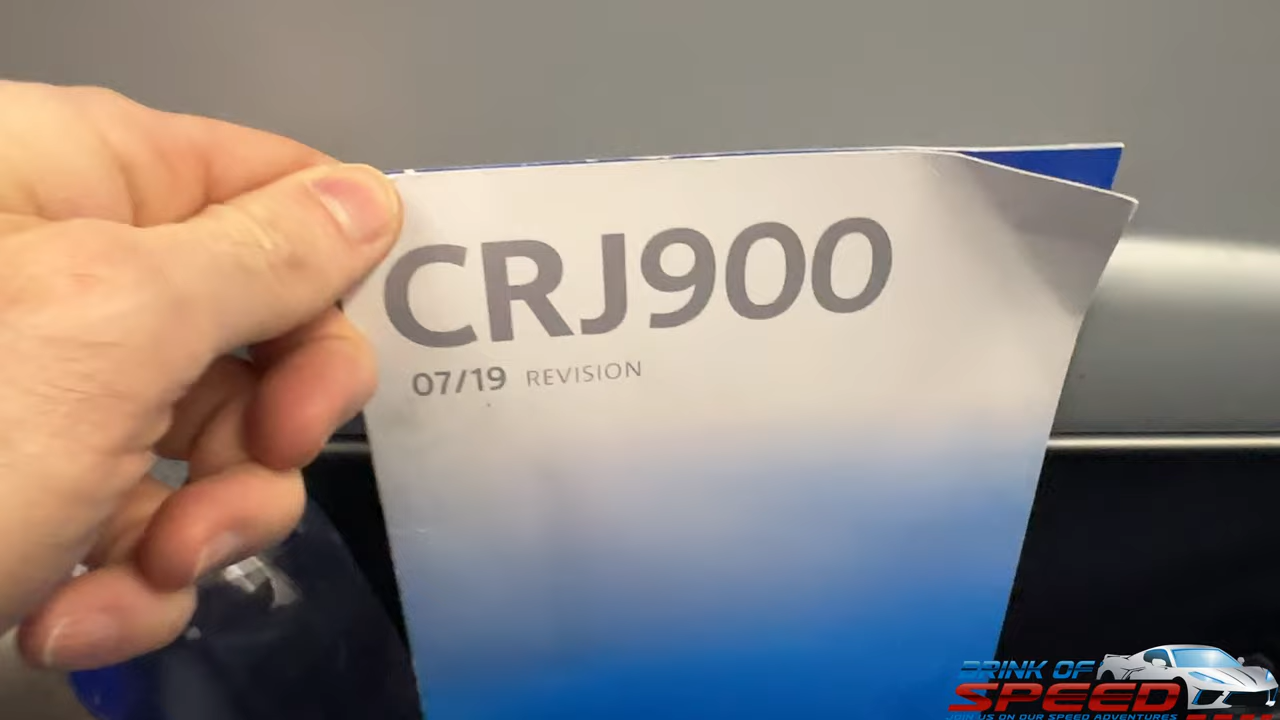 CRJ900
07/19 REVISION
BRINK OF
SPEED
JOIN US ON OUR SPEED ADVENTURES